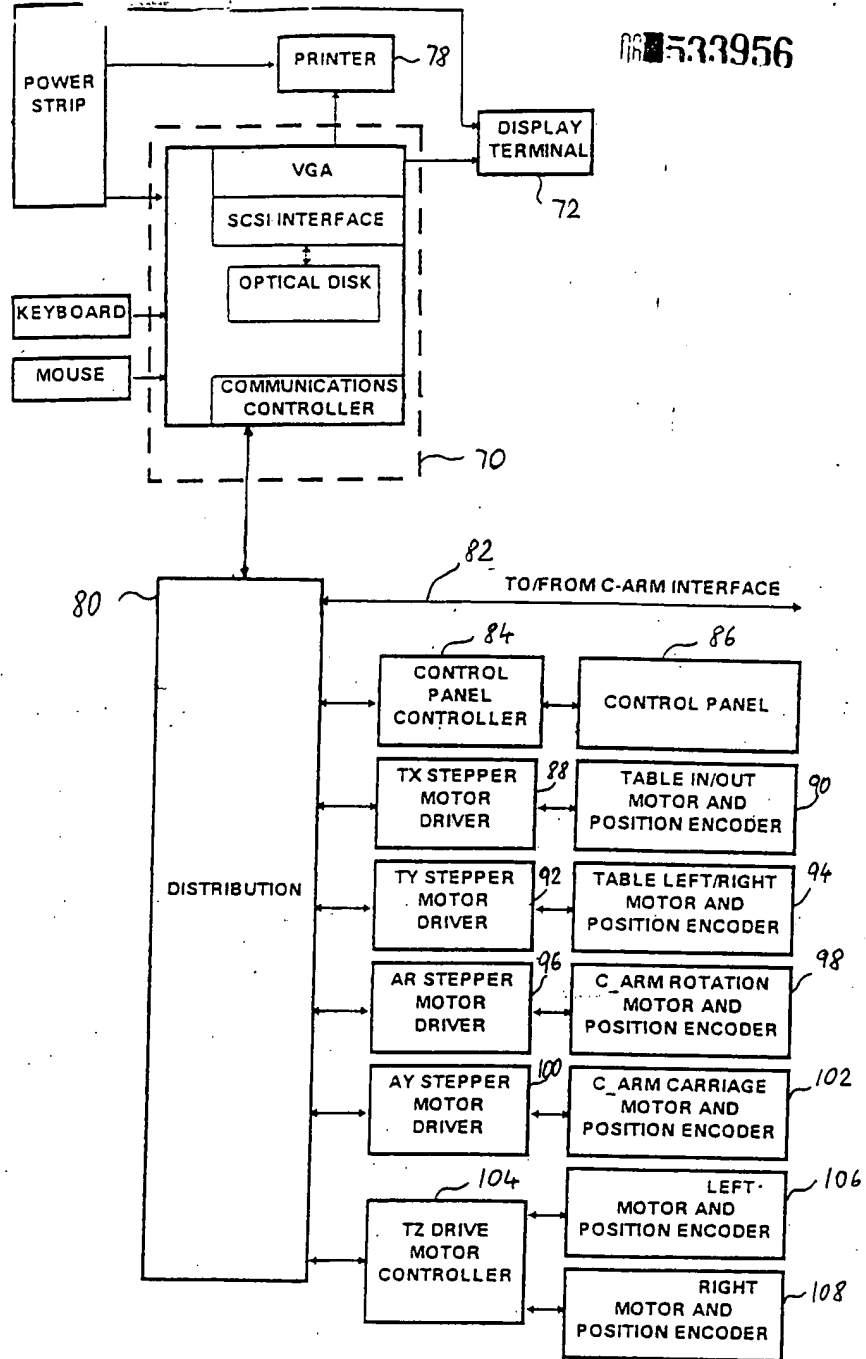 533956
POWER
STRIP
PRINTER
78
DISPLAY
TERMINAL
72
VGA
SCSI INTERFACE
OPTICAL DISK
KEYBOARD
MOUSE
COMMUNICATIONS
CONTROLLER
70
80
82
TO/FROM C-ARM INTERFACE
84
CONTROL
PANEL
CONTROLLER
86
CONTROL PANEL
TX STEPPER
MOTOR
DRIVER
88
TABLE IN/OUT
MOTOR AND
POSITION ENCODER
90
DISTRIBUTION
TY STEPPER
MOTOR
DRIVER
92
TABLE LEFT/RIGHT
MOTOR AND
POSITION ENCODER
94
AR STEPPER
MOTOR
DRIVER
96
C_ARM ROTATION
MOTOR AND
POSITION ENCODER
98
AY STEPPER
MOTOR
DRIVER
100
C_ARM CARRIAGE
MOTOR AND
POSITION ENCODER
102
104
TZ DRIVE
MOTOR
CONTROLLER
LEFT
MOTOR AND
POSITION ENCODER
106
RIGHT
MOTOR AND
POSITION ENCODER
108